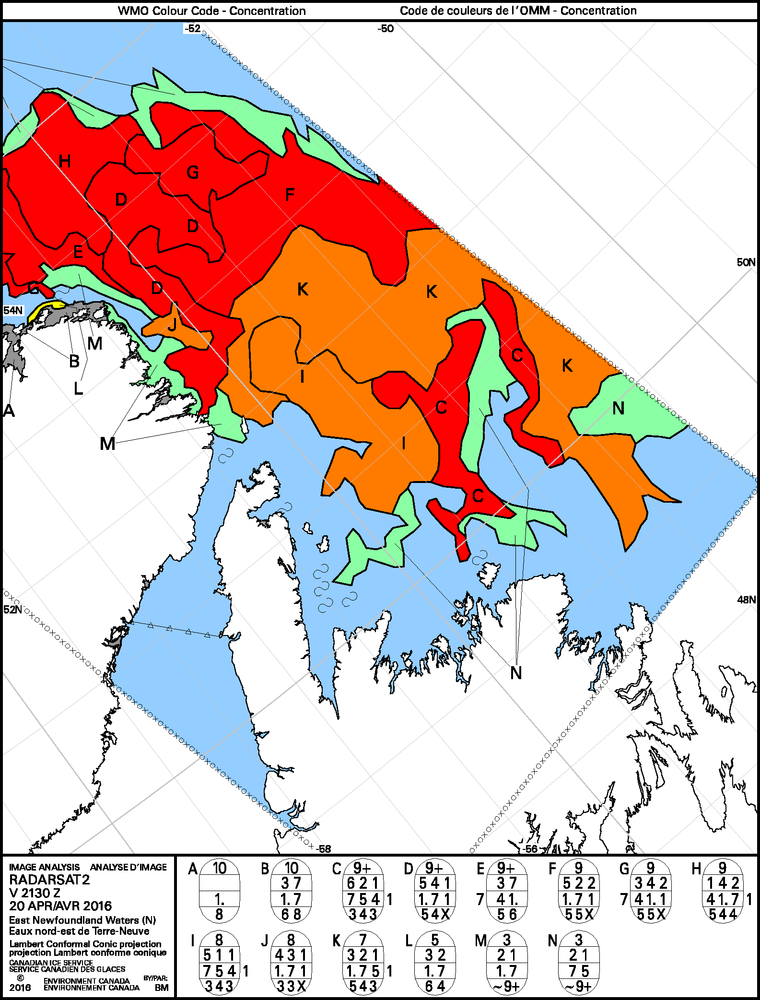 WMO Colour Code - Concentration    Code de couleurs de l'OMM - Concentration
-52    -50
H
G
D    F
D
E    50N
G    D    K    K
54N
J
M
B    C    K
L    I
A    C    N
M    I
C
52N    48N
N
-58    -56
IMAGE ANALYSIS    ANALYSE D'IMAGE
RADARSAT2
V 2130 Z
20 APR/AVR 2016
East Newfoundland Waters (N)
Eaux nord-est de Terre-Neuve
Lambert Conformal Conic projection
projection Lambert conforme conique
CANADIAN ICE SERVICE
SERVICE CANADIEN DES GLACES
© ENVIRONMENT CANADA    BY/PAR:
2016 ENVIRONNEMENT CANADA    BM
A 10    B 10    C 9+    D 9+    E 9+    F 9    G 9    H 9
3 7    6 2 1    5 4 1    3 7    5 2 2    3 4 2    1 4 2
1.    1. 7    7 5 4 1    1. 7 1    7 4 1.    1. 7 1    7 4 1. 1    4 1. 7 1
8    6 8    3 4 3    5 4 X    5 6    5 5 X    5 5 X    5 4 4
I 8    J 8    K 7    L 5    M 3    N 3
5 1 1    4 3 1    3 2 1    3 2    2 1    2 1
7 5 4 1    1. 7 1    1. 7 5 1    1. 7    1. 7    7 5
3 4 3    3 3 X    5 4 3    6 4    ~9+    ~9+